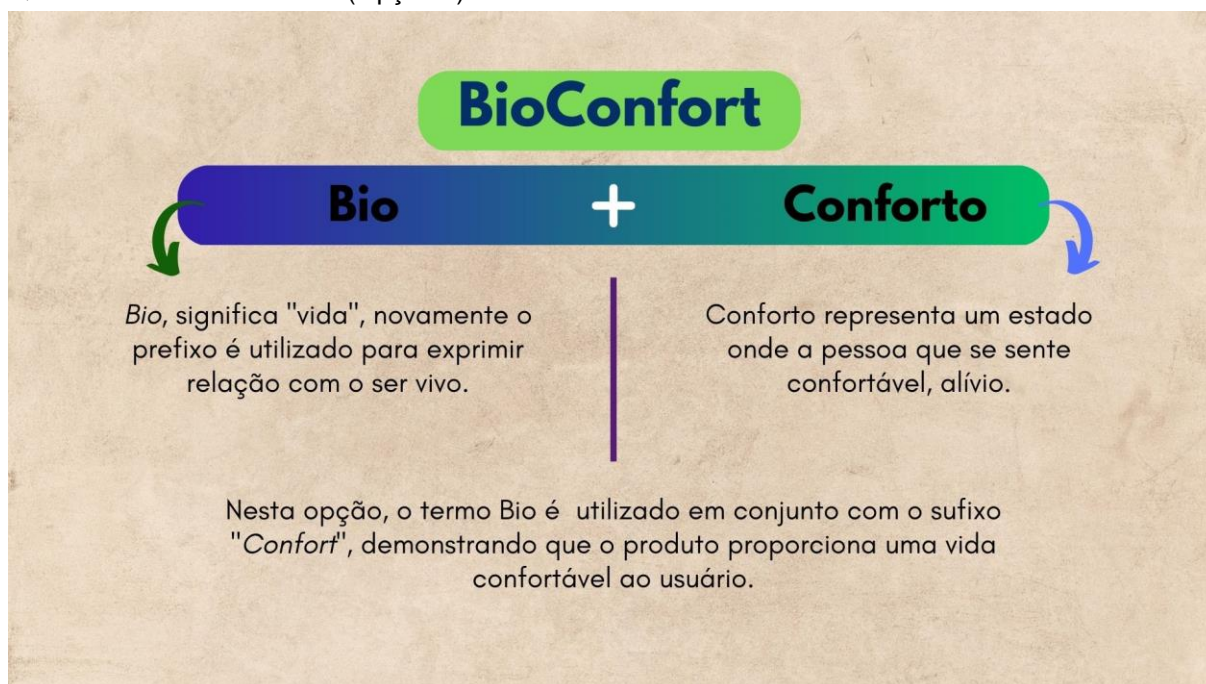 BioConfort
Bio + Conforto
Bio, significa "vida", novamente o
prefixo é utilizado para exprimir
relação com o ser vivo.
Conforto representa um estado
onde a pessoa que se sente
confortável, alívio.
Nesta opção, o termo Bio é utilizado em conjunto com o sufixo
"Confort", demonstrando que o produto proporciona uma vida
confortável ao usuário.